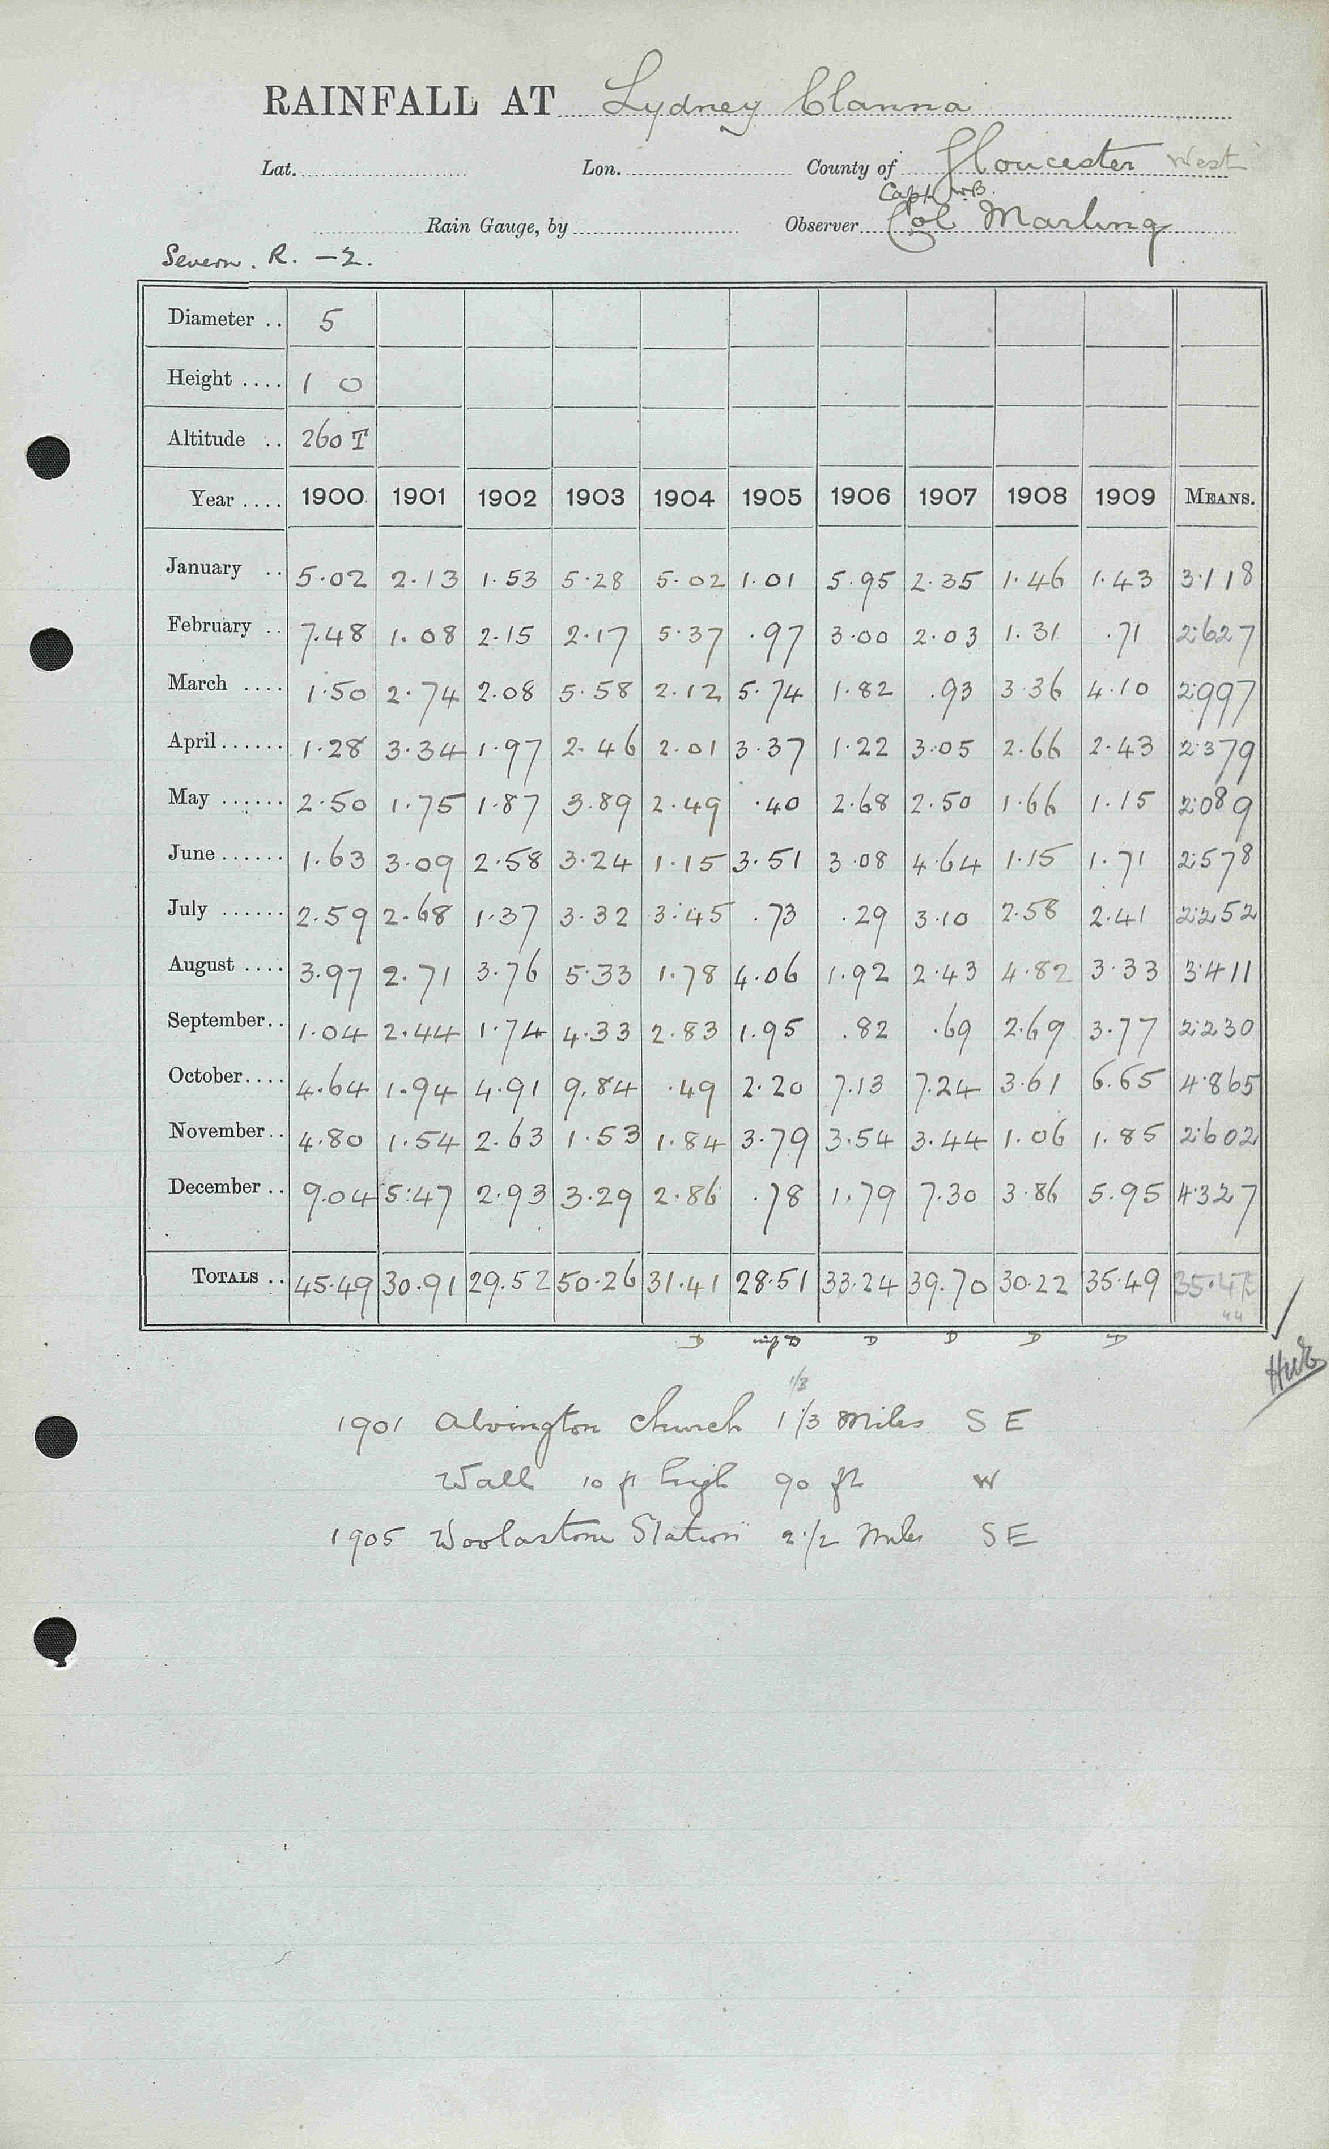 RAINFALL AT Lydney Clanna
Lat. Lon. County of Gloucester West
Capt W.B.
Rain Gauge, by Observer Col Marling
Severn. R. - 2.
Diameter .. 5
Height .... 1 0
Altitude .. 260 T
Year .... 1900 1901 1902 1903 1904 1905 1906 1907 1908 1909 MEANS.
January .. 5.02 2.13 1.53 5.28 5.02 1.01 5.95 2.35 1.46 1.43 3.118
February .. 7.48 1.08 2.15 2.17 5.37 .97 3.00 2.03 1.31 .71 2.627
March .... 1.50 2.74 2.08 5.58 2.12 5.74 1.82 .93 3.36 4.10 2.997
April ...... 1.28 3.34 1.97 2.46 2.01 3.37 1.22 3.05 2.66 2.43 2.379
May ...... 2.50 1.75 1.87 3.89 2.49 .40 2.68 2.50 1.66 1.15 2.089
June ...... 1.63 3.09 2.58 3.24 1.15 3.51 3.08 4.64 1.15 1.71 2.578
July ...... 2.59 2.68 1.37 3.32 3.45 .73 .29 3.10 2.58 2.41 2.252
August .... 3.97 2.71 3.76 5.33 1.78 4.06 1.92 2.43 4.82 3.33 3.411
September.. 1.04 2.44 1.74 4.33 2.83 1.95 .82 .69 2.69 3.77 2.230
October.... 4.64 1.94 4.91 9.84 .49 2.20 7.13 7.24 3.61 6.65 4.865
November.. 4.80 1.54 2.63 1.53 1.84 3.79 3.54 3.44 1.06 1.85 2.602
December .. 9.04 5.47 2.93 3.29 2.86 .78 1.79 7.30 3.86 5.95 4.327
TOTALS .. 45.49 30.91 29.52 50.26 31.41 28.51 33.24 39.70 30.22 35.49 35.47
44
D D D D D D
1/3
1901 Alvington Church 1 1/3 Miles S E
Wall 10 ft high 90 ft W
1905 Woolastone Station 2 1/2 Miles S E